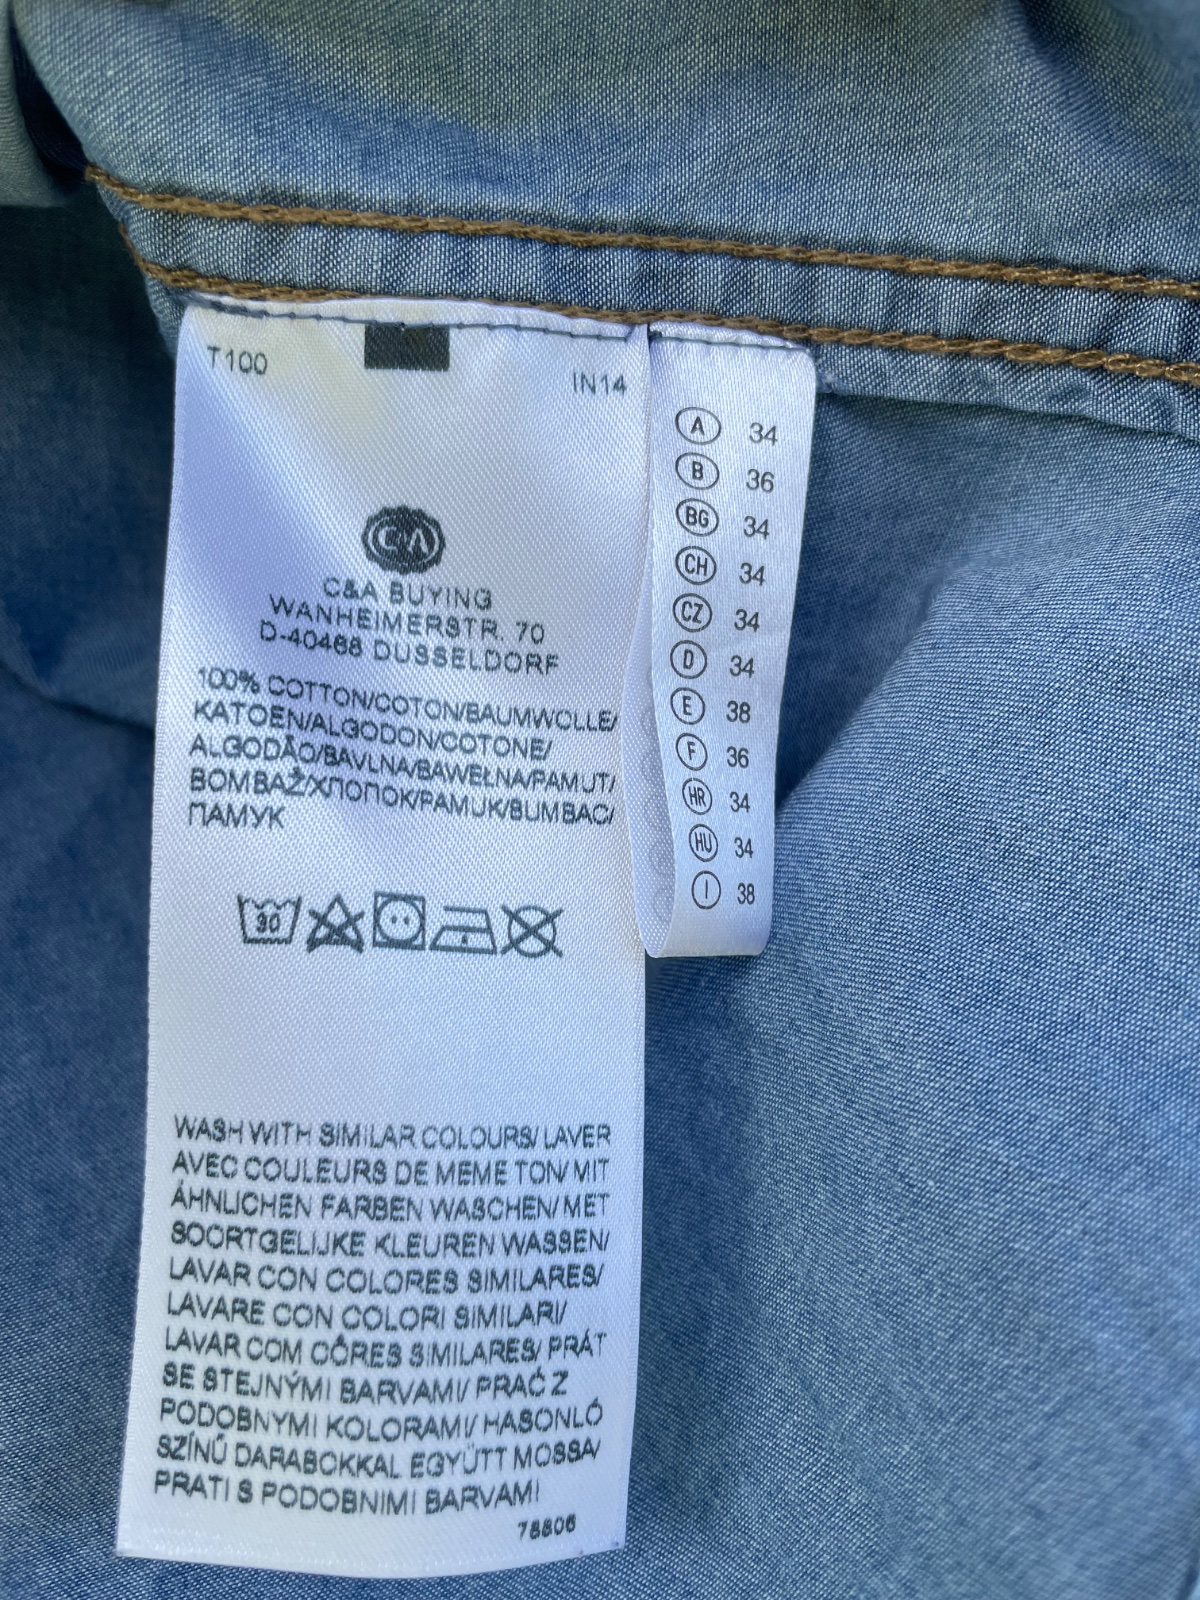 T100
IN14
C&A
C&A BUYING
WANHEIMERSTR. 70
D-40468 DUSSELDORF
100% COTTON/COTON/BAUMWOLLE/
KATOEN/ALGODON/COTONE/
ALGODÃO/BAVLNA/BAWEŁNA/PAMUT/
BOMBAŽ/ХЛОПОК/PAMUK/BUMBAC/
ПАМУК
30
WASH WITH SIMILAR COLOURS/ LAVER
AVEC COULEURS DE MEME TON/ MIT
ÄHNLICHEN FARBEN WASCHEN/ MET
SOORTGELIJKE KLEUREN WASSEN/
LAVAR CON COLORES SIMILARES/
LAVARE CON COLORI SIMILARI/
LAVAR COM CÔRES SIMILARES/ PRÁT
SE STEJNÝMI BARVAMI/ PRAĆ Z
PODOBNYMI KOLORAMI/ HASONLÓ
SZÍNŰ DARABOKKAL EGYÜTT MOSSA/
PRATI S PODOBNIMI BARVAMI
78806
A 34
B 36
BG 34
CH 34
CZ 34
D 34
E 38
F 36
HR 34
HU 34
I 38